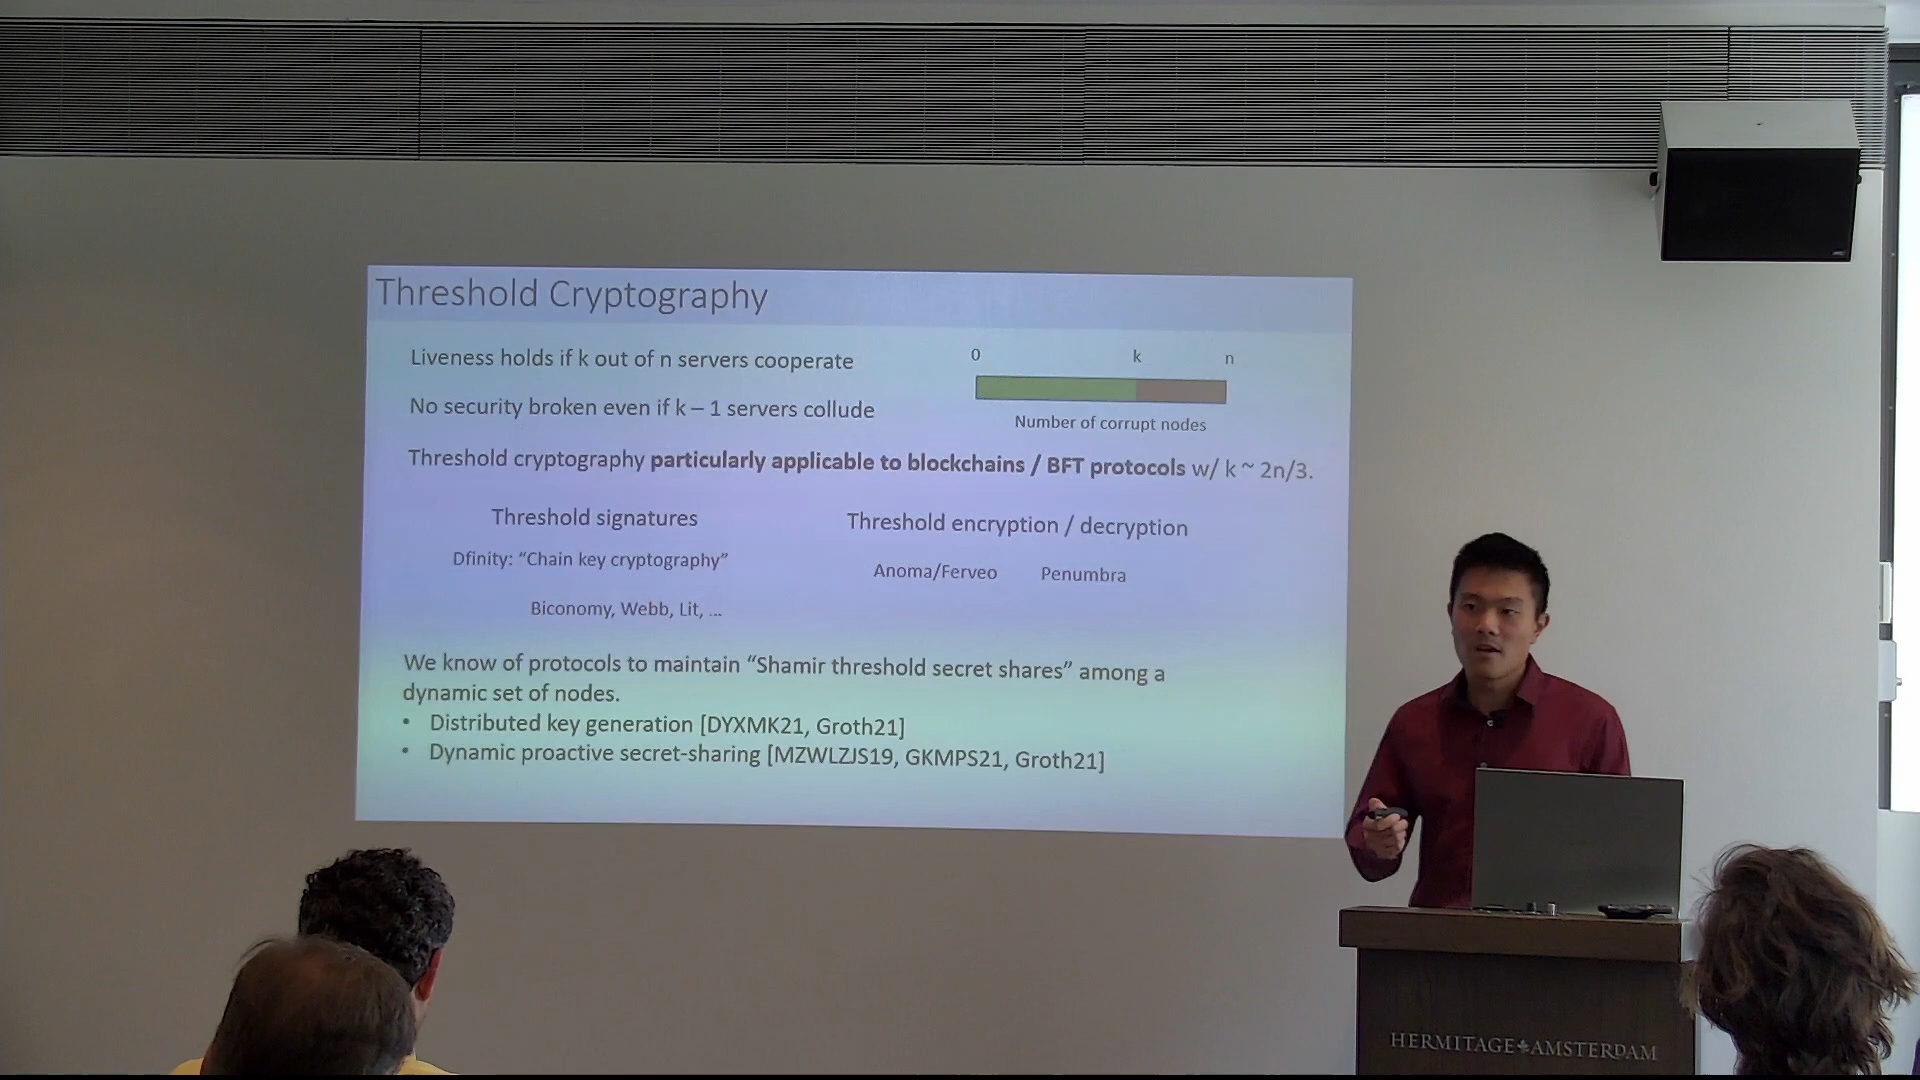 Threshold Cryptography
Liveness holds if k out of n servers cooperate
0 k n
No security broken even if k – 1 servers collude
Number of corrupt nodes
Threshold cryptography particularly applicable to blockchains / BFT protocols w/ k ~ 2n/3.
Threshold signatures
Dfinity: “Chain key cryptography”
Biconomy, Webb, Lit, ...
Threshold encryption / decryption
Anoma/Ferveo Penumbra
We know of protocols to maintain “Shamir threshold secret shares” among a
dynamic set of nodes.
• Distributed key generation [DYXMK21, Groth21]
• Dynamic proactive secret-sharing [MZWLZJS19, GKMPS21, Groth21]
HERMITAGE AMSTERDAM